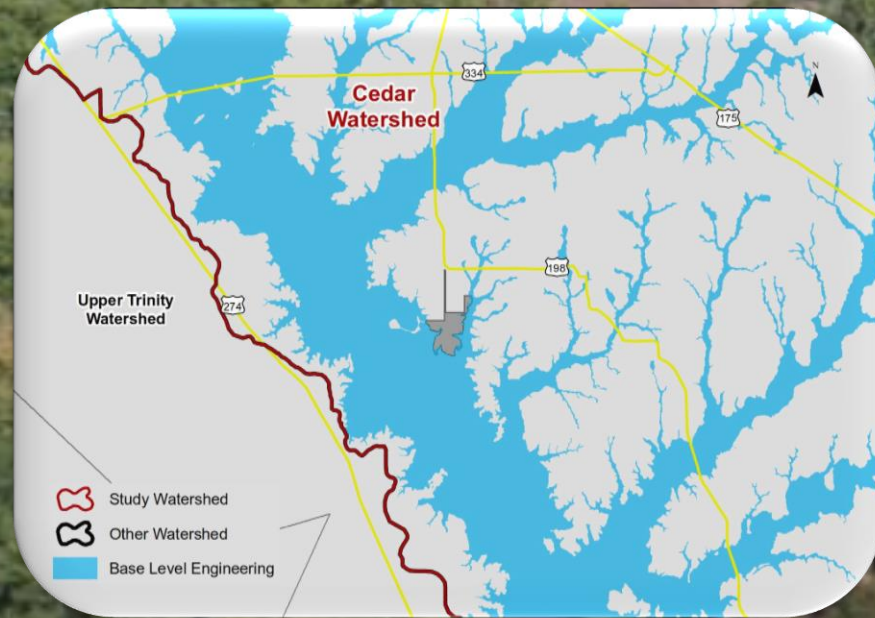 N
334
Cedar
Watershed
175
198
Upper Trinity
Watershed
274
Study Watershed
Other Watershed
Base Level Engineering